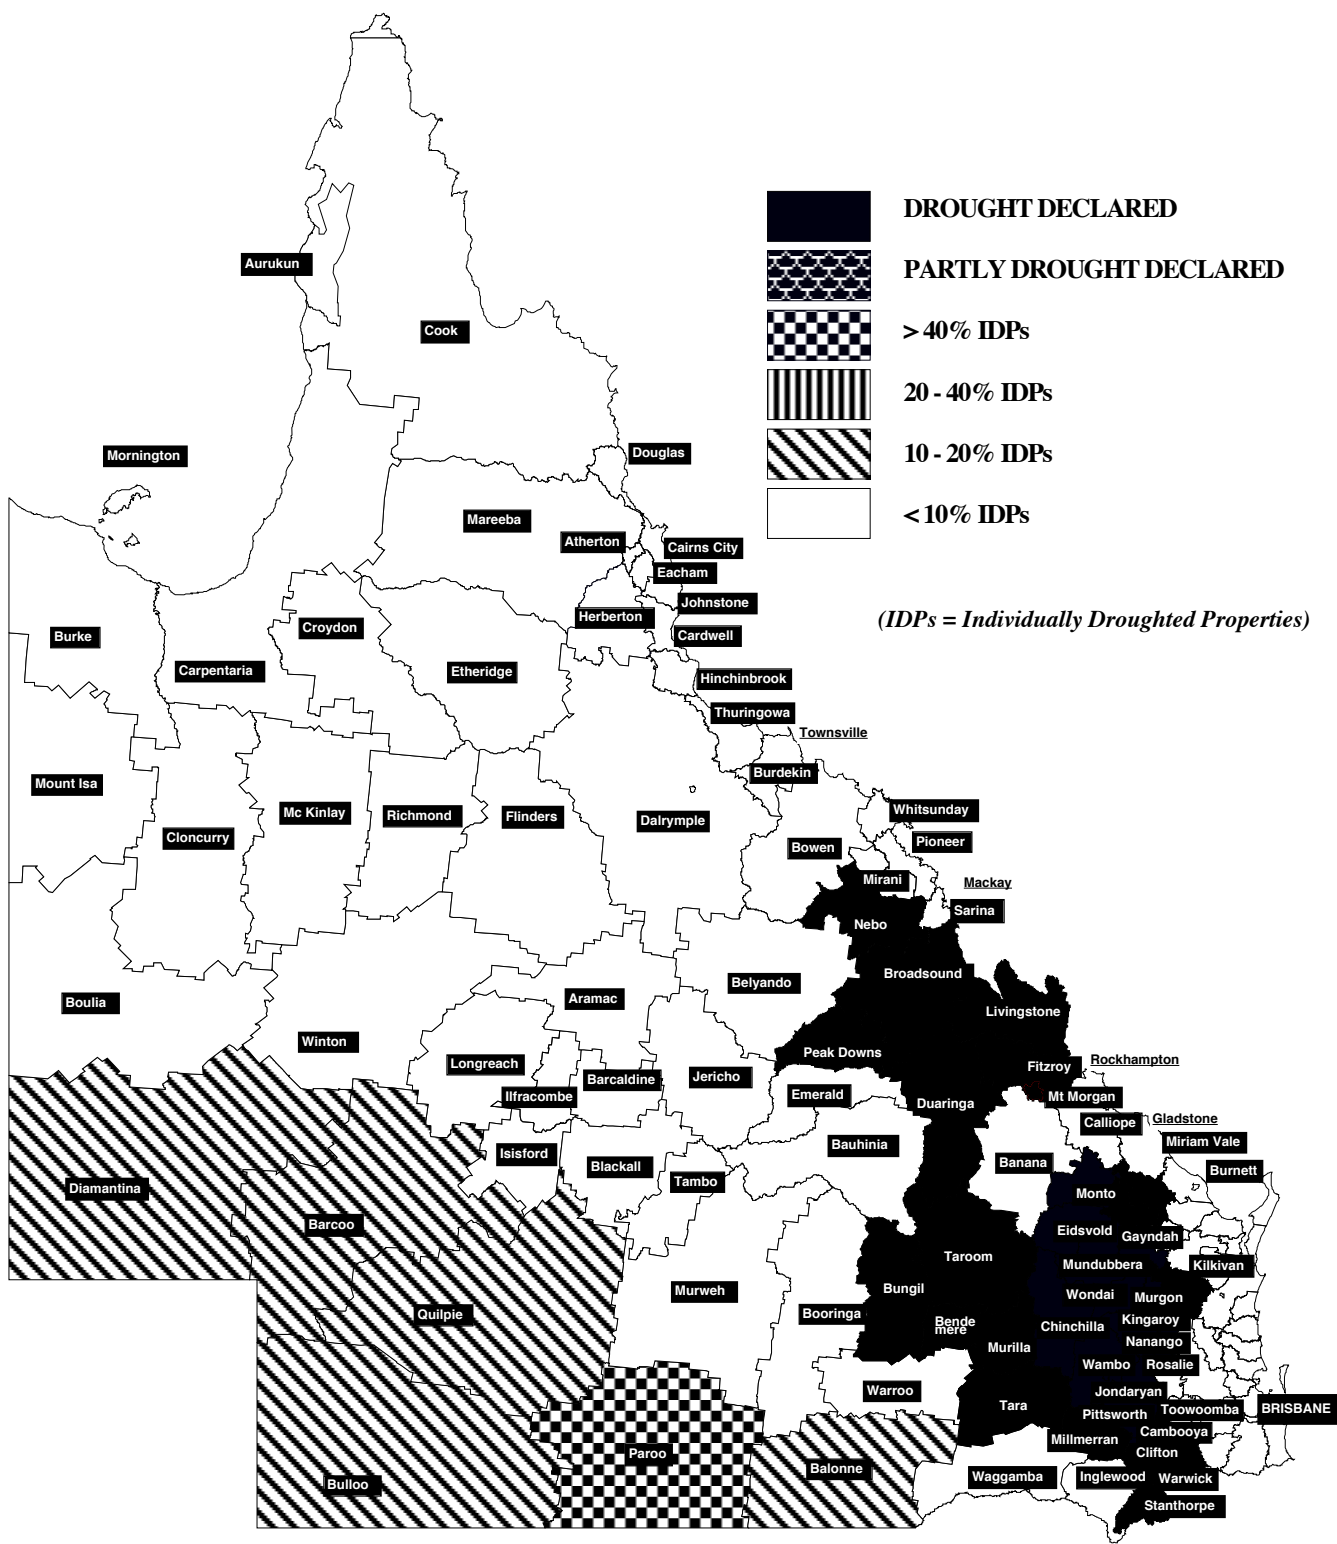 DROUGHT DECLARED
PARTLY DROUGHT DECLARED
> 40% IDPs
20 - 40% IDPs
10 - 20% IDPs
< 10% IDPs
(IDPs = Individually Droughted Properties)
Aurukun
Cook
Mornington
Douglas
Mareeba
Atherton
Cairns City
Eacham
Johnstone
Herberton
Croydon
Burke
Cardwell
Carpentaria
Etheridge
Hinchinbrook
Thuringowa
Townsville
Burdekin
Mount Isa
Mc Kinlay
Richmond
Flinders
Dalrymple
Whitsunday
Cloncurry
Bowen
Pioneer
Mirani
Mackay
Sarina
Nebo
Broadsound
Belyando
Aramac
Boulia
Livingstone
Winton
Peak Downs
Longreach
Rockhampton
Fitzroy
Barcaldine
Jericho
Ilfracombe
Emerald
Mt Morgan
Duaringa
Calliope
Gladstone
Miriam Vale
Bauhinia
Isisford
Blackall
Banana
Burnett
Tambo
Diamantina
Monto
Barcoo
Eidsvold
Gayndah
Taroom
Mundubbera
Kilkivan
Murweh
Bungil
Wondai
Murgon
Quilpie
Booringa
Bende
mere
Chinchilla
Kingaroy
Nanango
Murilla
Wambo
Rosalie
Warroo
Jondaryan
Tara
Pittsworth
Toowoomba
BRISBANE
Cambooya
Millmerran
Clifton
Paroo
Balonne
Waggamba
Inglewood
Warwick
Bulloo
Stanthorpe